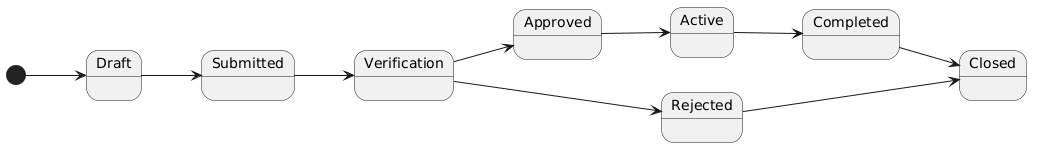 Draft
Submitted
Verification
Approved
Active
Completed
Rejected
Closed